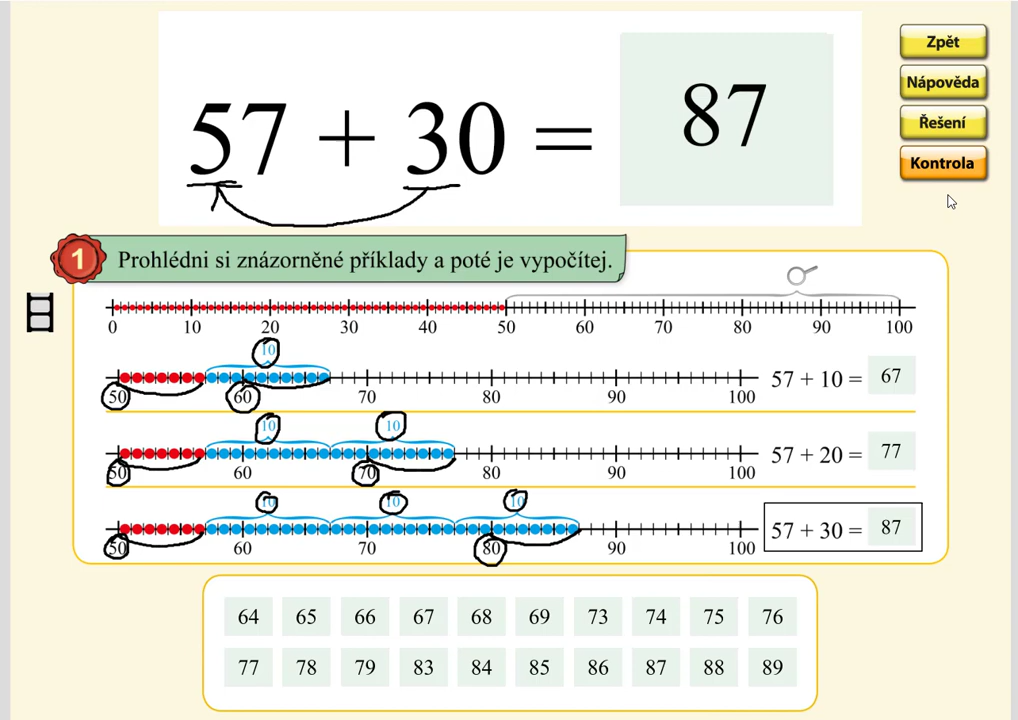 57 + 30 = 87
Zpět
Nápověda
Řešení
Kontrola
1 Prohlédni si znázorněné příklady a poté je vypočítej.
0 10 20 30 40 50 60 70 80 90 100
10
50 60 70 80 90 100 57 + 10 = 67
10 10
50 60 70 80 90 100 57 + 20 = 77
10 10 10
50 60 70 80 90 100 57 + 30 = 87
64 65 66 67 68 69 73 74 75 76
77 78 79 83 84 85 86 87 88 89